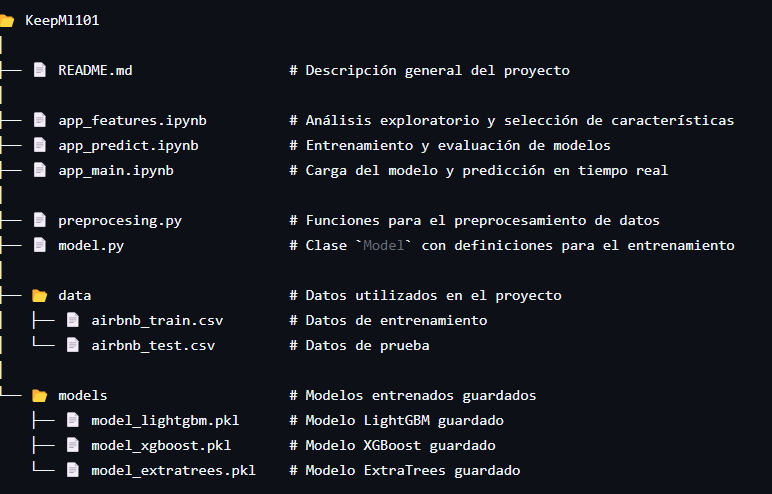 KeepMl101
README.md # Descripción general del proyecto
app_features.ipynb # Análisis exploratorio y selección de características
app_predict.ipynb # Entrenamiento y evaluación de modelos
app_main.ipynb # Carga del modelo y predicción en tiempo real
preprocesing.py # Funciones para el preprocesamiento de datos
model.py # Clase `Model` con definiciones para el entrenamiento
data # Datos utilizados en el proyecto
airbnb_train.csv # Datos de entrenamiento
airbnb_test.csv # Datos de prueba
models # Modelos entrenados guardados
model_lightgbm.pkl # Modelo LightGBM guardado
model_xgboost.pkl # Modelo XGBoost guardado
model_extratrees.pkl # Modelo ExtraTrees guardado